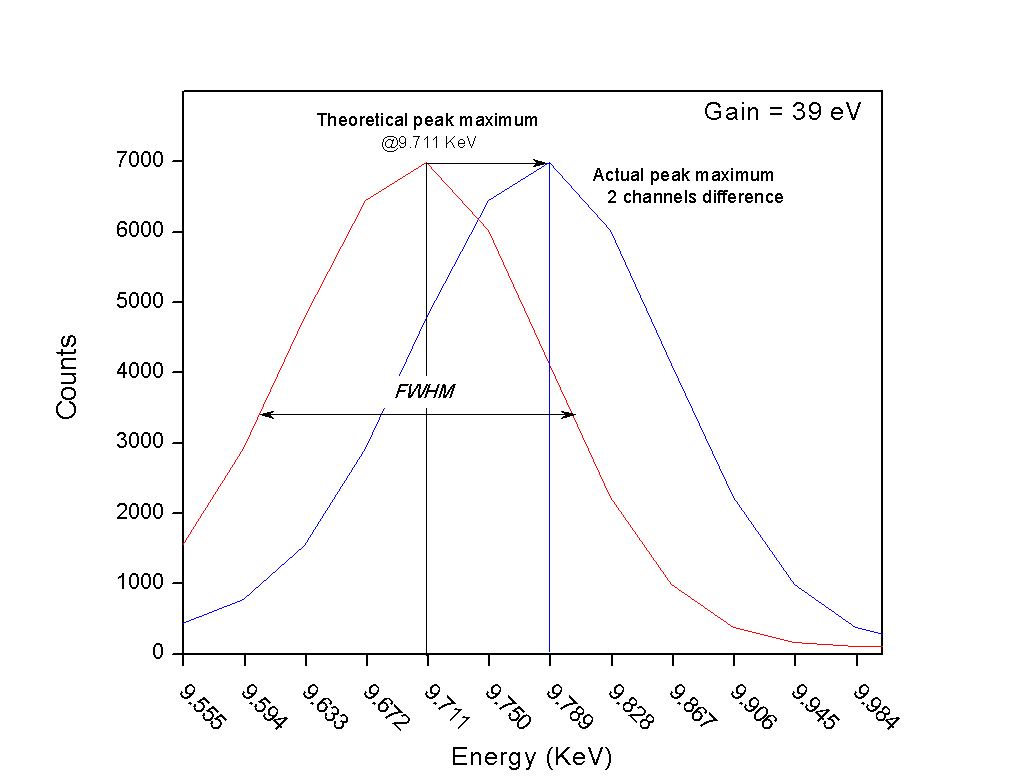 Gain = 39 eV
Theoretical peak maximum
@9.711 KeV
Actual peak maximum
2 channels difference
7000
6000
5000
4000
3000
2000
1000
0
Counts
FWHM
9.555
9.594
9.633
9.672
9.711
9.750
9.789
9.828
9.867
9.906
9.945
9.984
Energy (KeV)